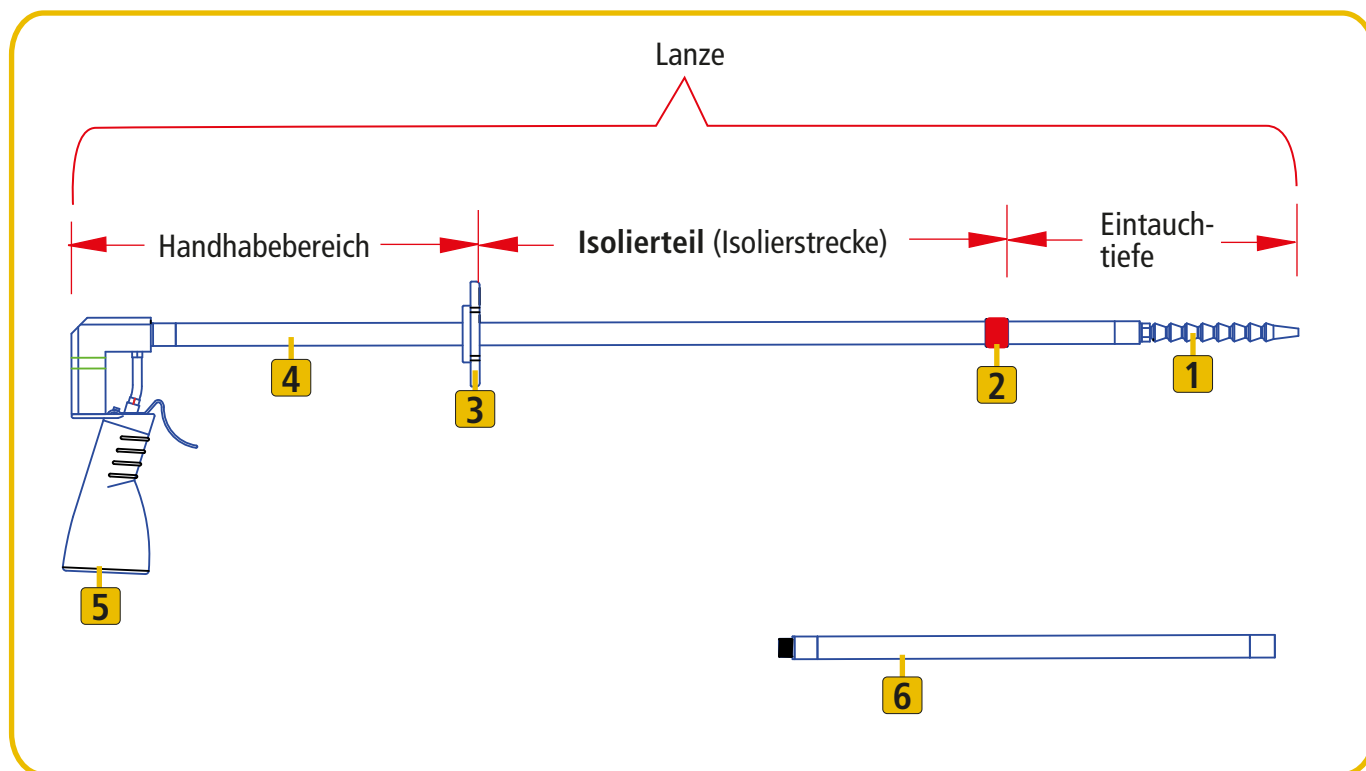 Lanze
Handhabebereich
Isolierteil (Isolierstrecke)
Eintauch-
tiefe
4
3
2
1
5
6